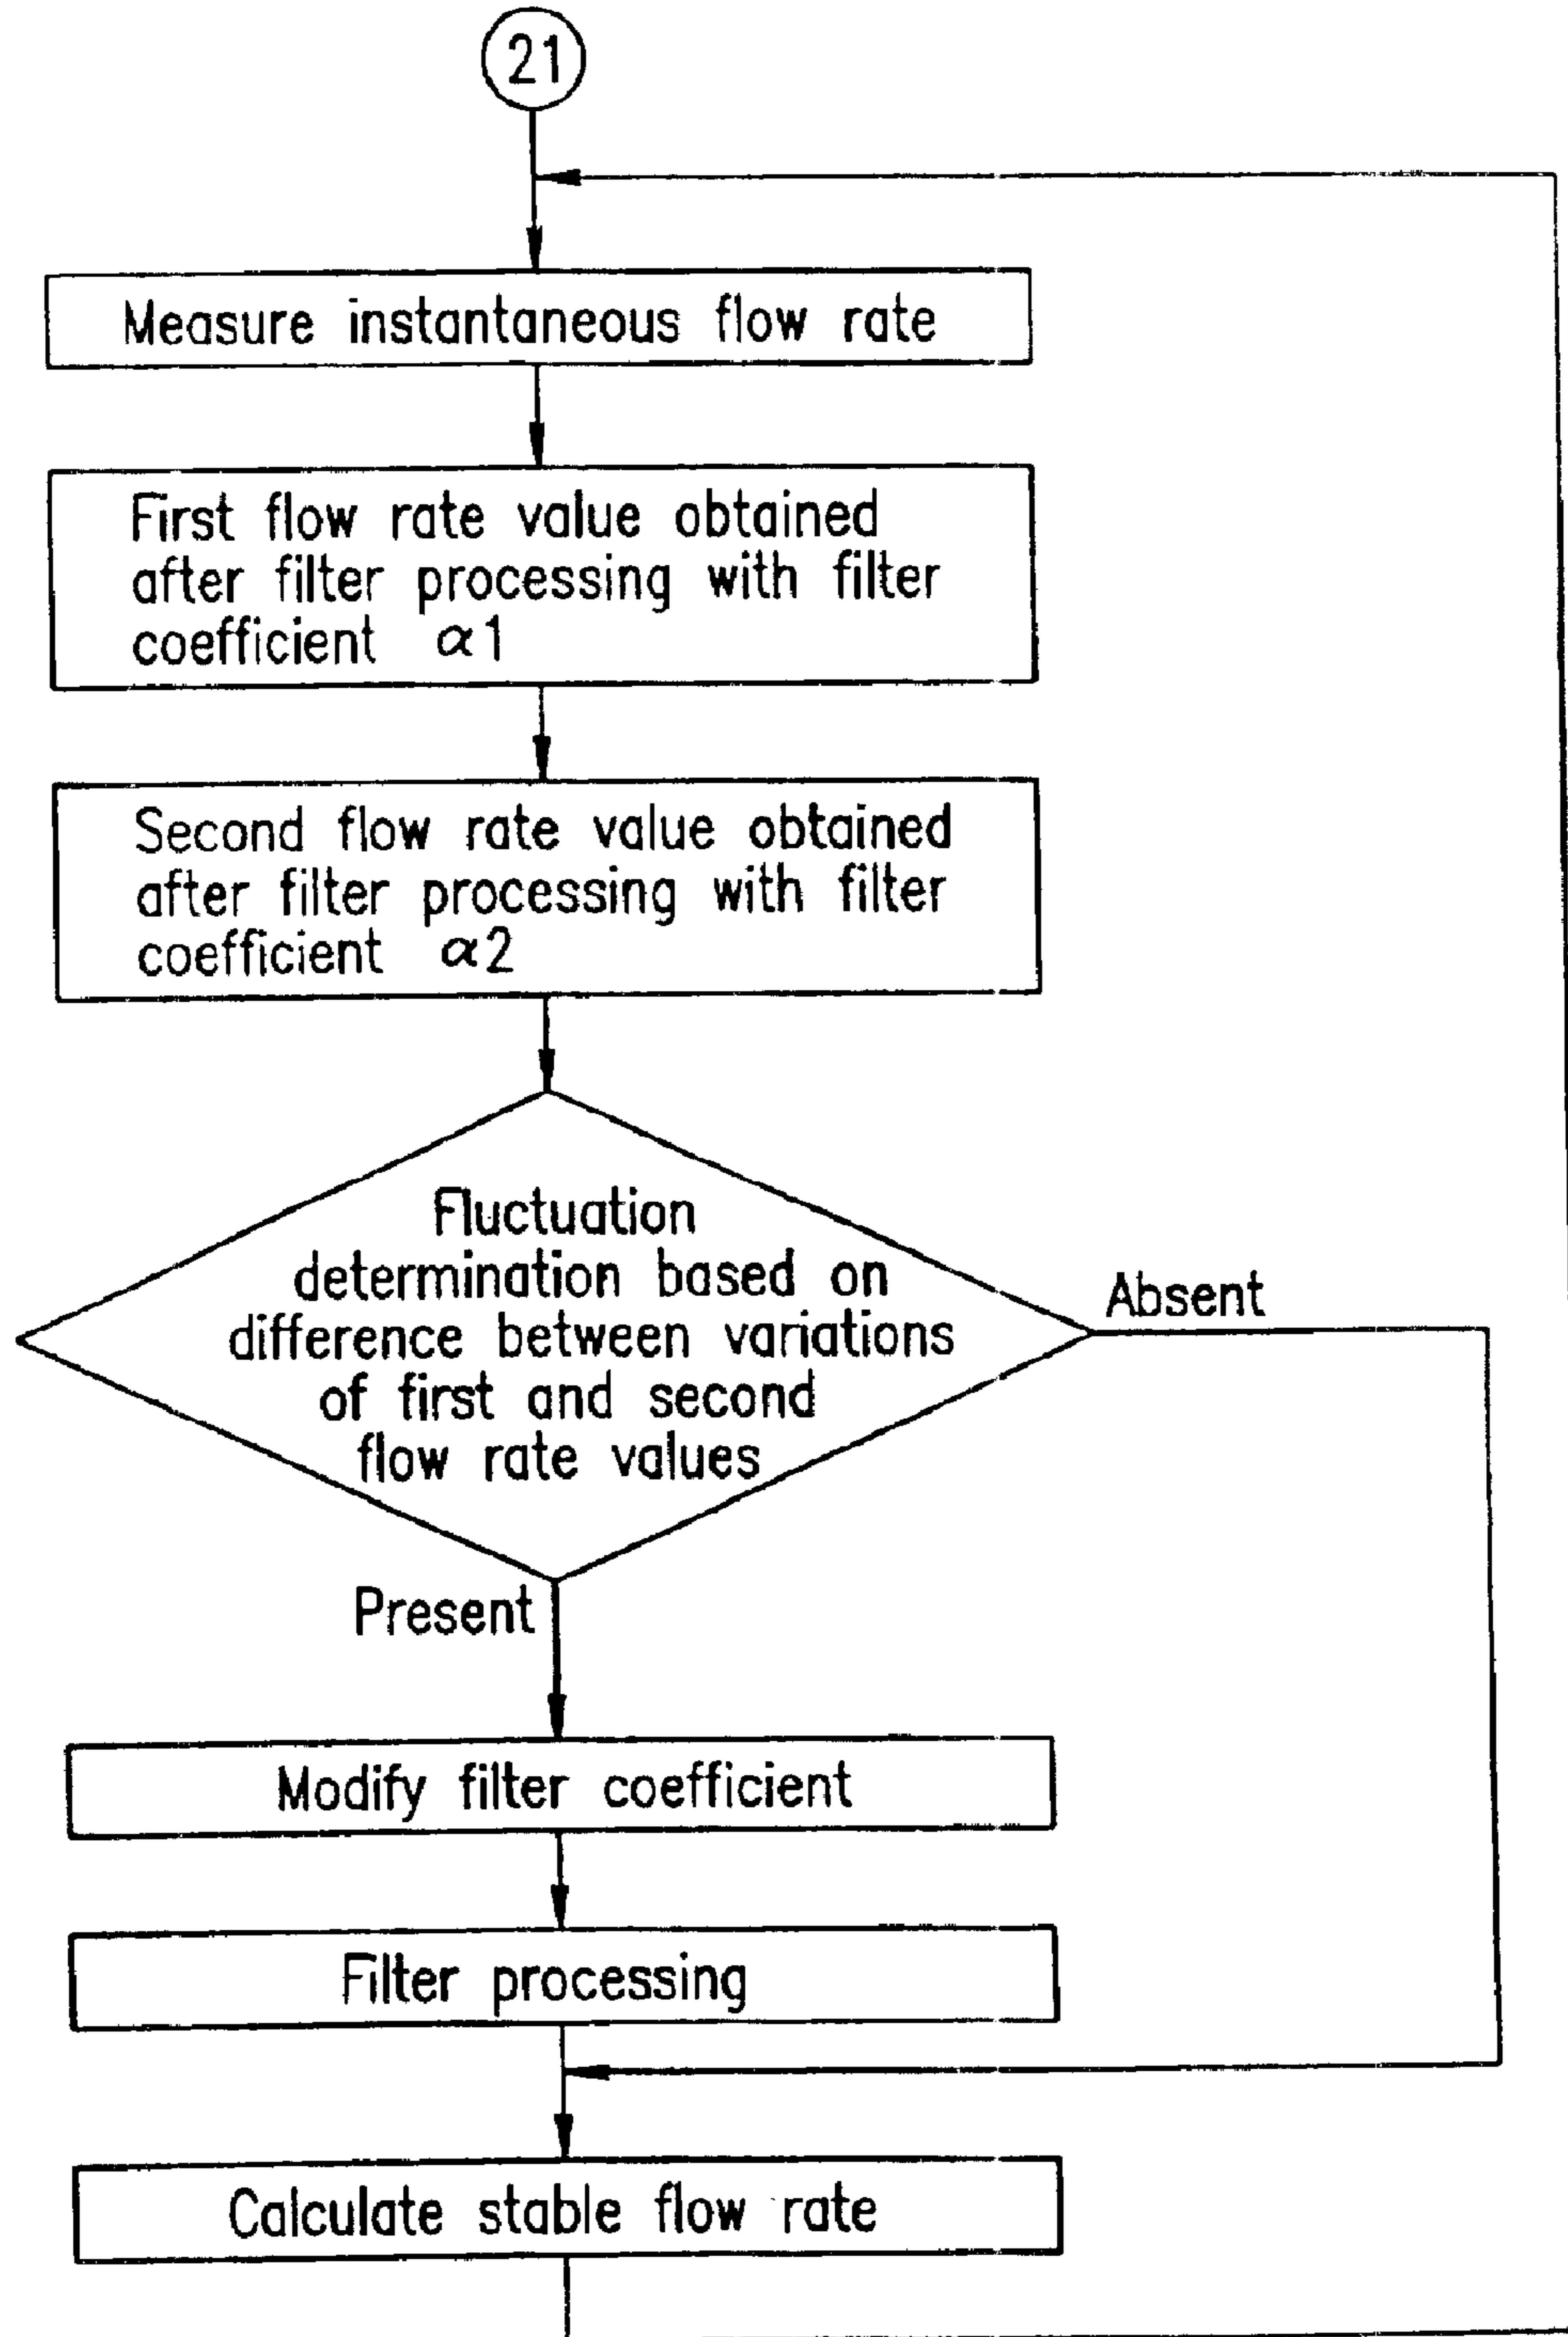 21
Measure instantaneous flow rate
First flow rate value obtained
after filter processing with filter
coefficient α1
Second flow rate value obtained
after filter processing with filter
coefficient α2
Fluctuation
determination based on
difference between variations
of first and second
flow rate values
Absent
Present
Modify filter coefficient
Filter processing
Calculate stable flow rate